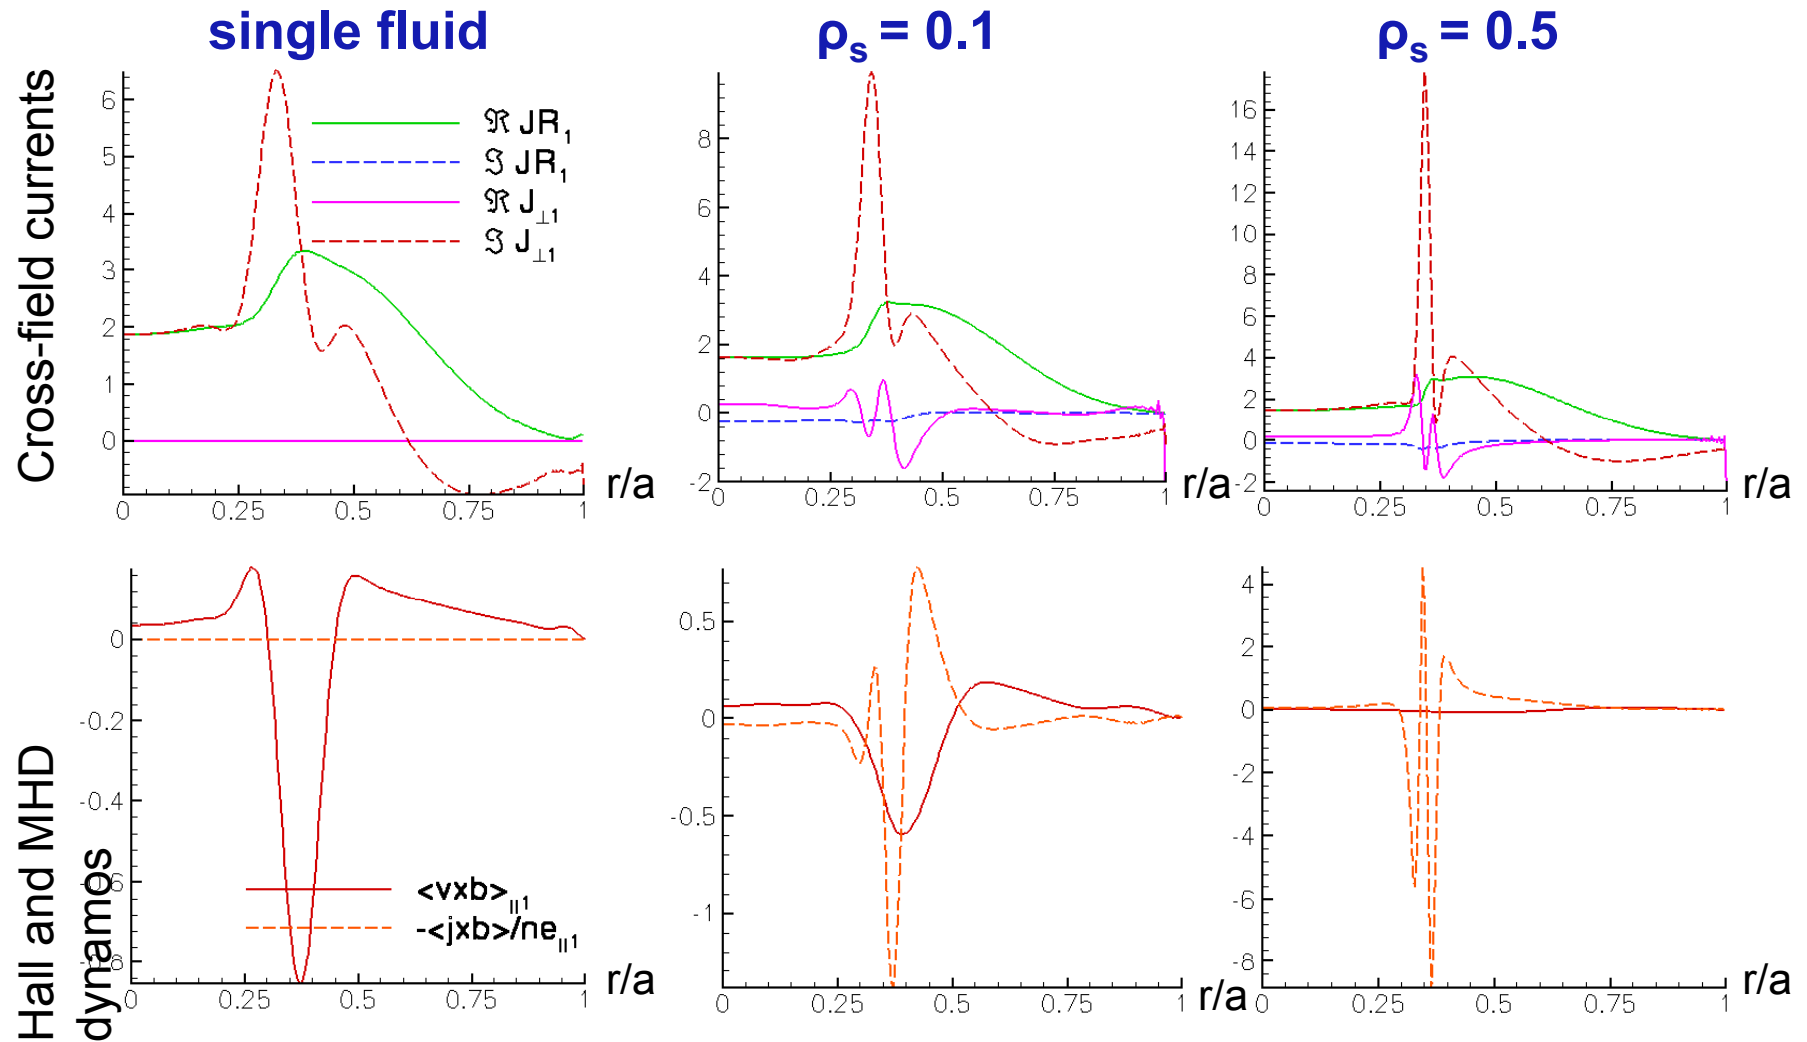 single fluid
ρs = 0.1
ρs = 0.5
Cross-field currents
6
5
4
3
2
1
0
0 0.25 0.5 0.75 1
r/a
ℜ JR1
ℑ JR1
ℜ J⊥1
ℑ J⊥1
8
6
4
2
0
-2
0 0.25 0.5 0.75 1
r/a
16
14
12
10
8
6
4
2
0
-2
0 0.25 0.5 0.75 1
r/a
Hall and MHD
dynamos
0
-0.2
-0.4
-0.6
-0.8
0 0.25 0.5 0.75 1
r/a
<vxb>||1
-<jxb>/ne||1
0.5
0
-0.5
-1
0 0.25 0.5 0.75 1
r/a
4
2
0
-2
-4
-6
-8
0 0.25 0.5 0.75 1
r/a